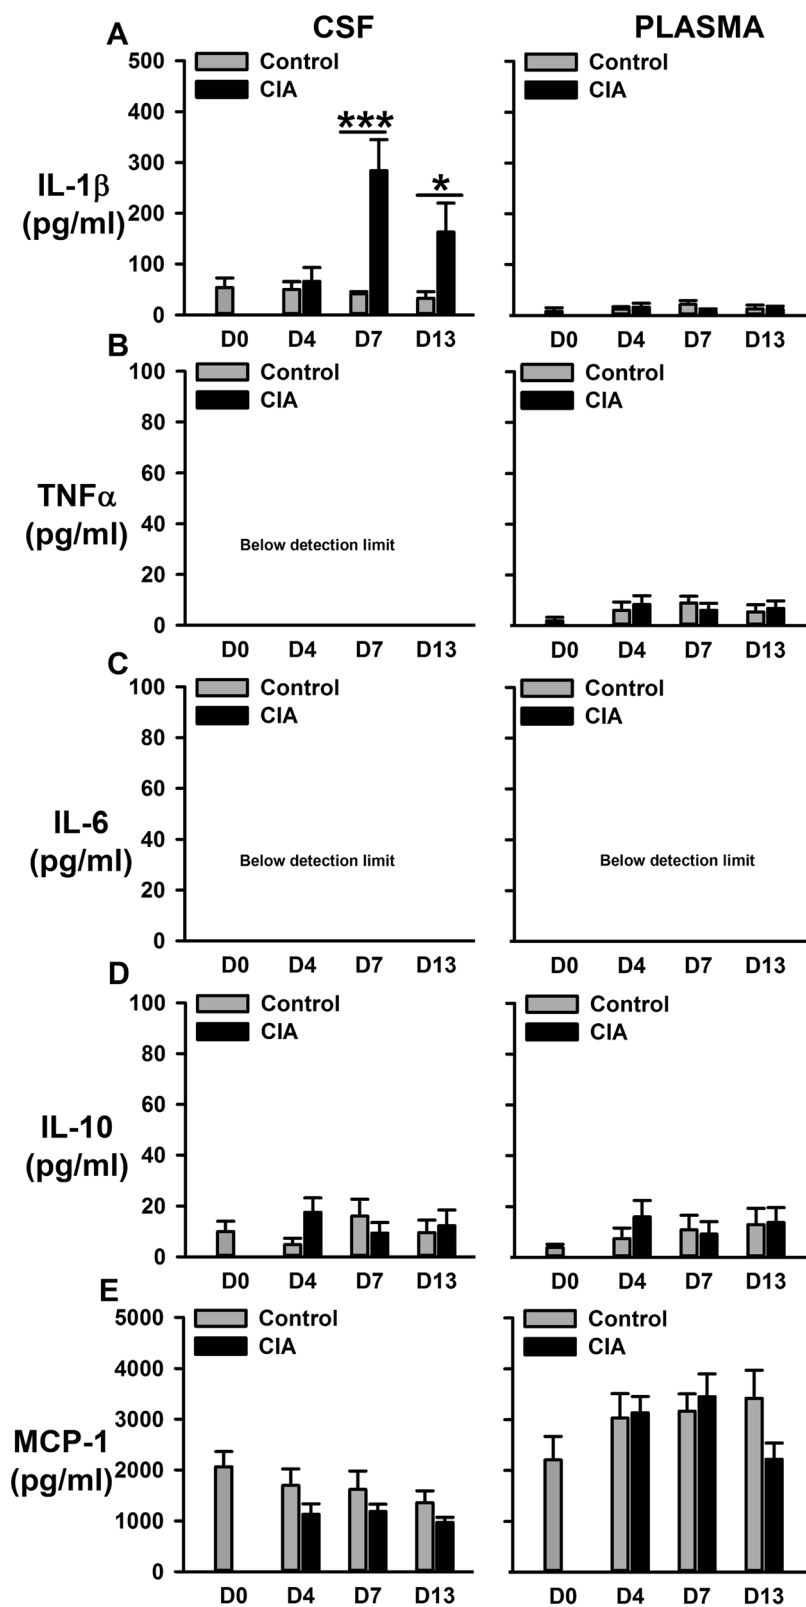 CSF
PLASMA
A
500
400
300
200
100
0
IL-1β
(pg/ml)
Control
CIA
***
*
D0 D4 D7 D13
Control
CIA
D0 D4 D7 D13
B
100
80
60
40
20
0
TNFα
(pg/ml)
Control
CIA
Below detection limit
D0 D4 D7 D13
Control
CIA
D0 D4 D7 D13
C
100
80
60
40
20
0
IL-6
(pg/ml)
Control
CIA
Below detection limit
D0 D4 D7 D13
Control
CIA
Below detection limit
D0 D4 D7 D13
D
100
80
60
40
20
0
IL-10
(pg/ml)
Control
CIA
D0 D4 D7 D13
Control
CIA
D0 D4 D7 D13
E
5000
4000
3000
2000
1000
0
MCP-1
(pg/ml)
Control
CIA
D0 D4 D7 D13
Control
CIA
D0 D4 D7 D13